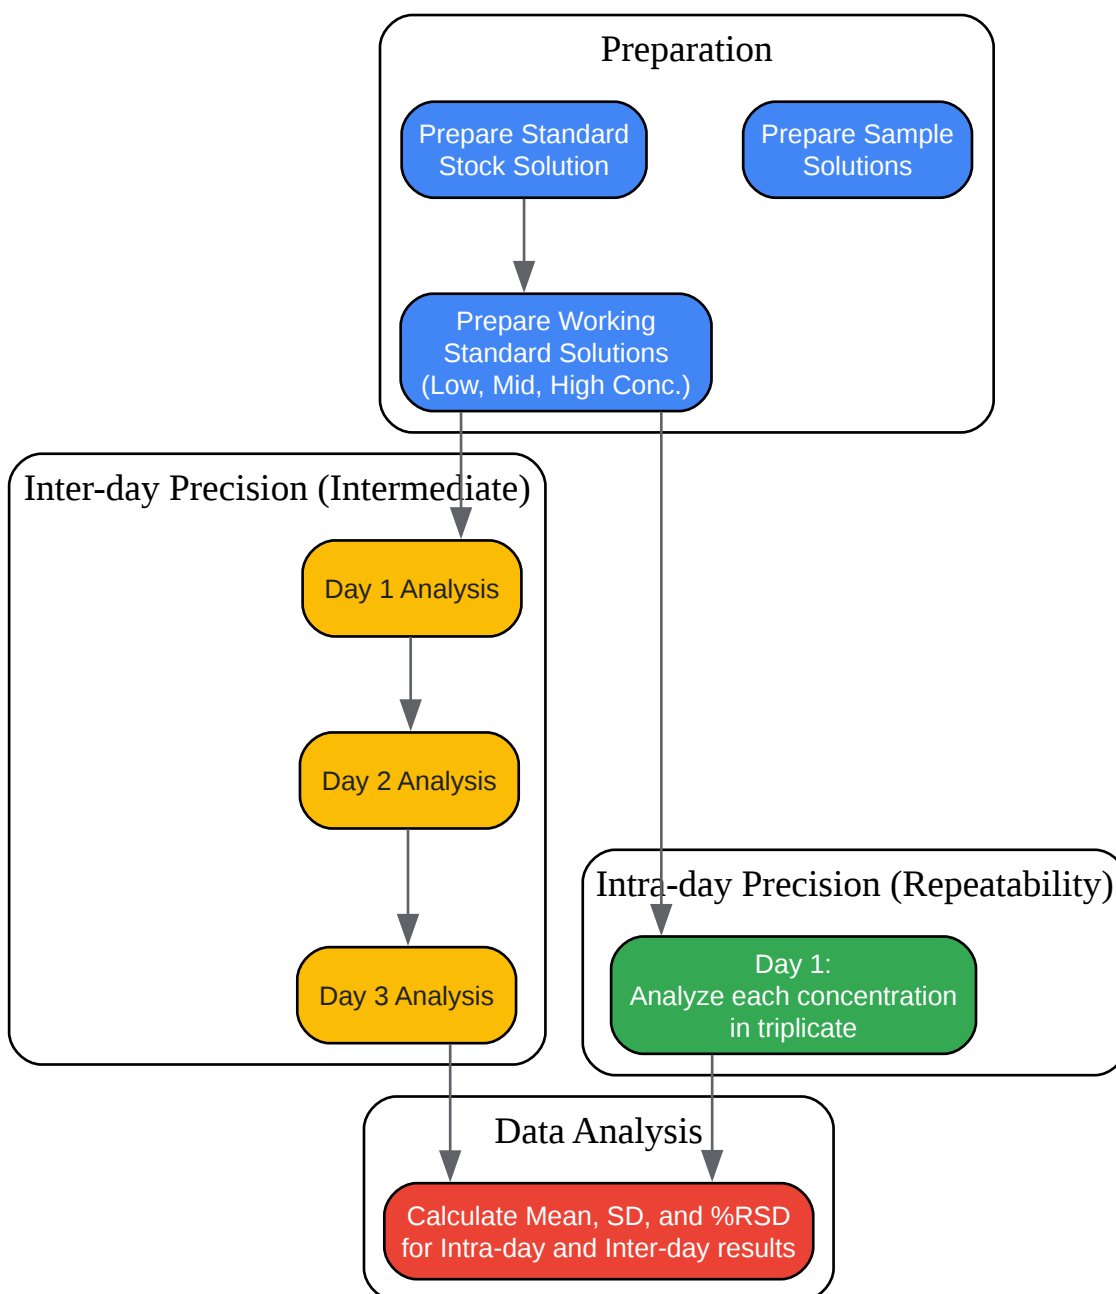 Preparation
Prepare Standard
Stock Solution
Prepare Sample
Solutions
Prepare Working
Standard Solutions
(Low, Mid, High Conc.)
Inter-day Precision (Intermediate)
Day 1 Analysis
Day 2 Analysis
Day 3 Analysis
Intra-day Precision (Repeatability)
Day 1:
Analyze each concentration
in triplicate
Data Analysis
Calculate Mean, SD, and %RSD
for Intra-day and Inter-day results